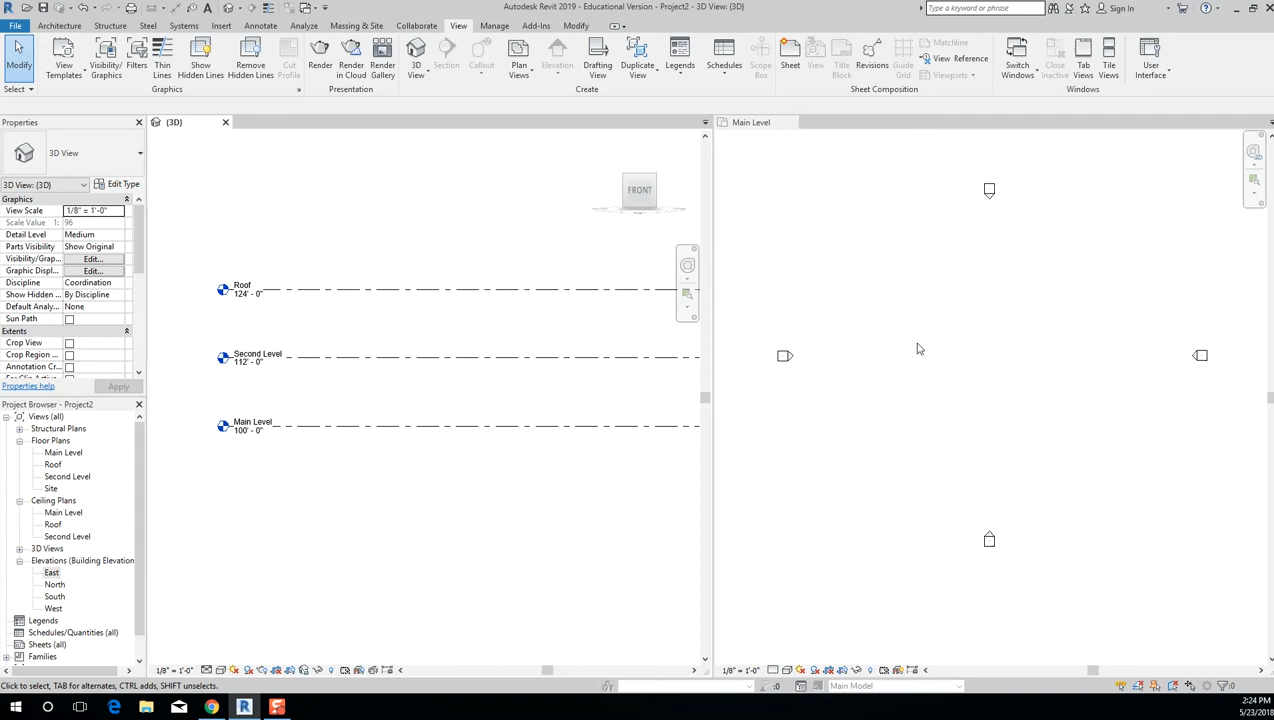 Autodesk Revit 2019 - Educational Version - Project2 - 3D View: {3D}
Type a keyword or phrase
Sign In
File Architecture Structure Steel Systems Insert Annotate Analyze Massing & Site Collaborate View Manage Add-Ins Modify
Modify
View Templates
Visibility/ Graphics
Filters
Thin Lines
Show Hidden Lines
Remove Hidden Lines
Cut Profile
Render
Render in Cloud
Render Gallery
3D View
Section
Callout
Plan Views
Elevation
Drafting View
Duplicate View
Legends
Schedules
Scope Box
Sheet
View
Title Block
Revisions
Guide Grid
Matchline
View Reference
Viewports
Switch Windows
Close Inactive
Tab Views
Tile Views
User Interface
Select
Graphics
Presentation
Create
Sheet Composition
Windows
Properties
3D View
3D View: {3D}
Edit Type
Graphics
View Scale 1/8" = 1'-0"
Scale Value 1: 96
Detail Level Medium
Parts Visibility Show Original
Visibility/Grap... Edit...
Graphic Displ... Edit...
Discipline Coordination
Show Hidden ... By Discipline
Default Analy... None
Sun Path
Extents
Crop View
Crop Region ...
Annotation Cr...
Properties help
Apply
Project Browser - Project2
Views (all)
Structural Plans
Floor Plans
Main Level
Roof
Second Level
Site
Ceiling Plans
Main Level
Roof
Second Level
3D Views
Elevations (Building Elevation
East
North
South
West
Legends
Schedules/Quantities (all)
Sheets (all)
Families
{3D}
FRONT
Roof
124' - 0"
Second Level
112' - 0"
Main Level
100' - 0"
1/8" = 1'-0"
Main Level
1/8" = 1'-0"
Click to select, TAB for alternates, CTRL adds, SHIFT unselects.
:0
Main Model
:0
2:24 PM
5/23/2018